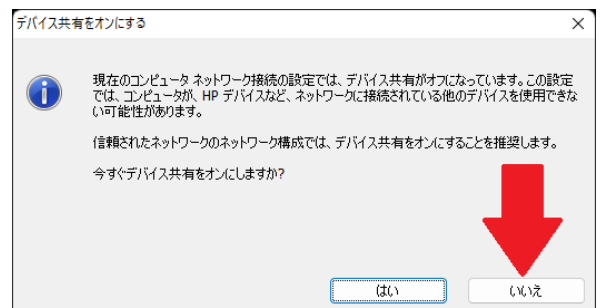 デバイス共有をオンにする
現在のコンピュータ ネットワーク接続の設定では、デバイス共有がオフになっています。この設定
では、コンピュータが、HP デバイスなど、ネットワークに接続されている他のデバイスを使用できな
い可能性があります。
信頼されたネットワークのネットワーク構成では、デバイス共有をオンにすることを推奨します。
今すぐデバイス共有をオンにしますか?
はい
いいえ